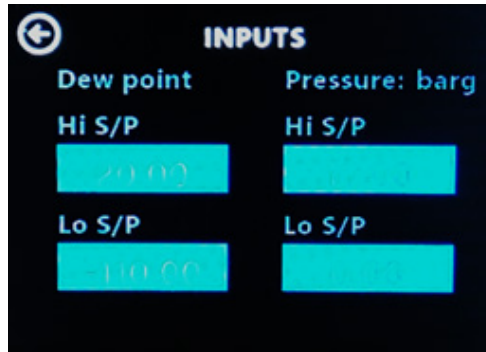 INPUTS
Dew point
Pressure: barg
Hi S/P
Hi S/P
20.00
Lo S/P
Lo S/P
-110.00